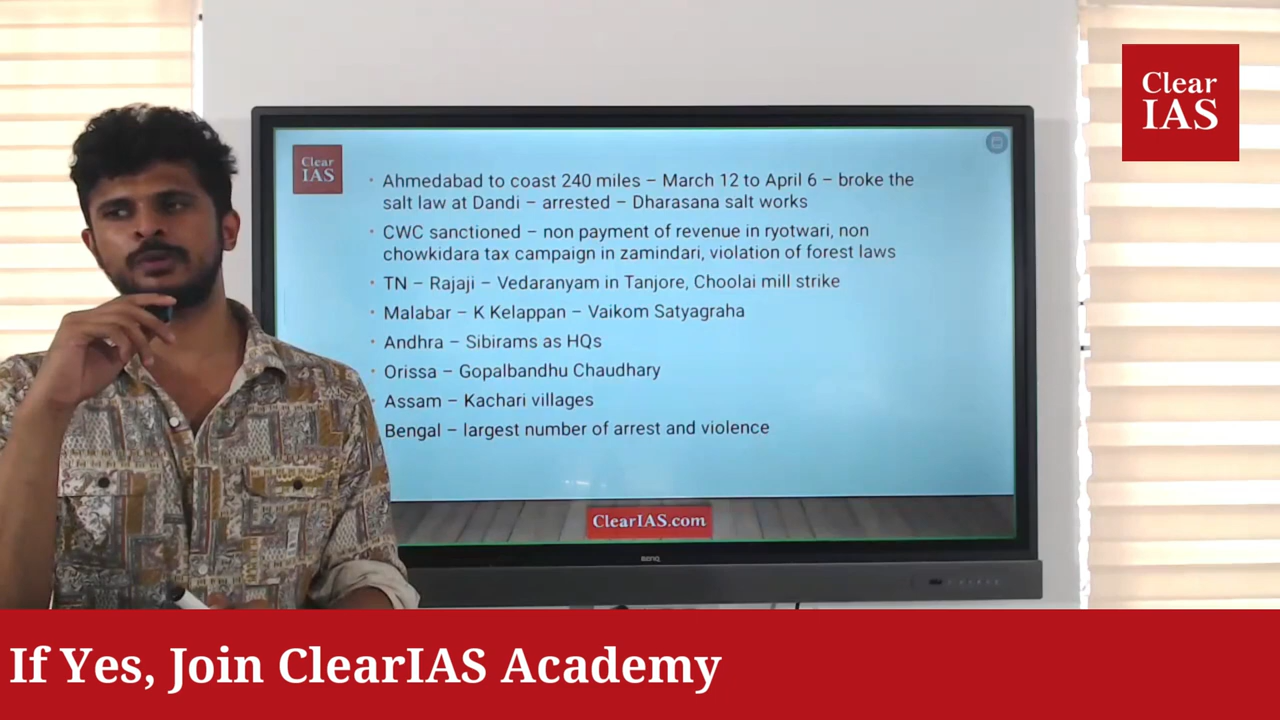 Clear
IAS
Clear
IAS
Ahmedabad to coast 240 miles – March 12 to April 6 – broke the
salt law at Dandi – arrested – Dharasana salt works
CWC sanctioned – non payment of revenue in ryotwari, non
chowkidara tax campaign in zamindari, violation of forest laws
TN – Rajaji – Vedaranyam in Tanjore, Choolai mill strike
Malabar – K Kelappan – Vaikom Satyagraha
Andhra – Sibirams as HQs
Orissa – Gopalbandhu Chaudhary
Assam – Kachari villages
Bengal – largest number of arrest and violence
ClearIAS.com
BenQ
If Yes, Join ClearIAS Academy